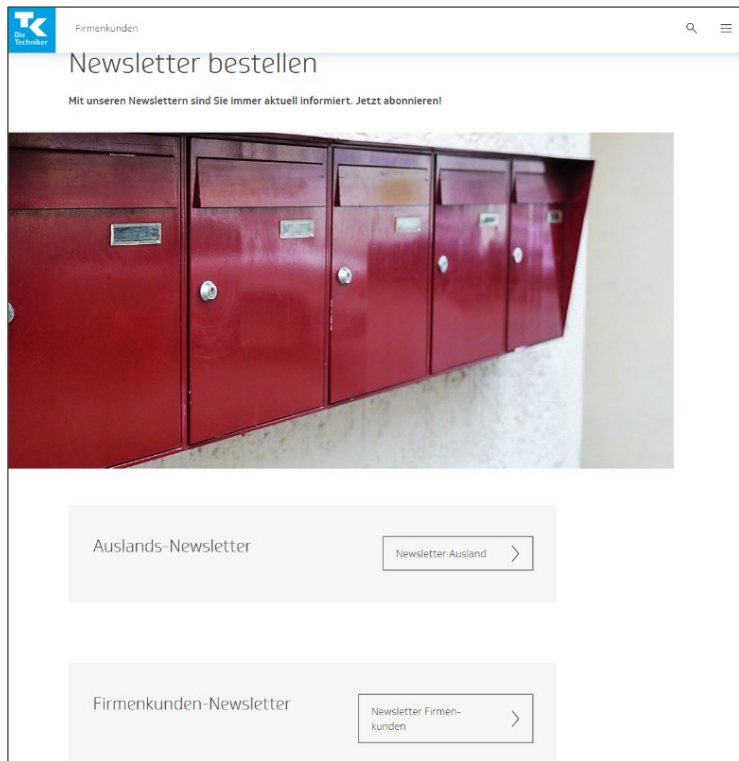 TK
Die
Techniker
Firmenkunden
Newsletter bestellen
Mit unseren Newslettern sind Sie immer aktuell informiert. Jetzt abonnieren!
Auslands-Newsletter
Newsletter Ausland
Firmenkunden-Newsletter
Newsletter Firmen-
kunden